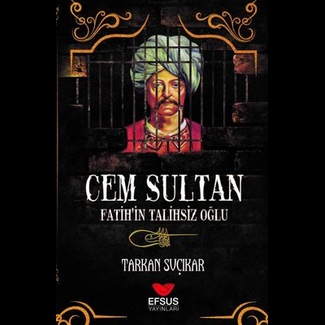 CEM SULTAN
FATİH'İN TALİHSİZ OĞLU
TARKAN SUÇIKAR
EFSUS
YAYINLARI